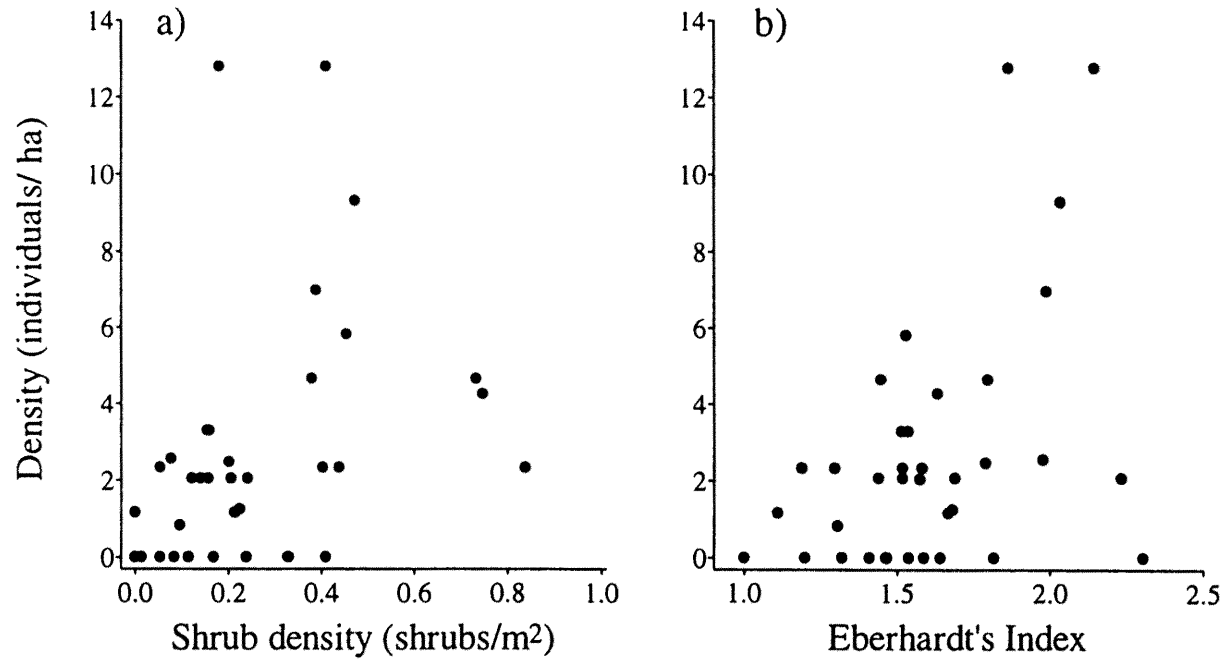 a)
b)
14
12
10
8
6
4
2
0
Density (individuals/ ha)
0.0 0.2 0.4 0.6 0.8 1.0
Shrub density (shrubs/m2)
14
12
10
8
6
4
2
0
1.0 1.5 2.0 2.5
Eberhardt's Index